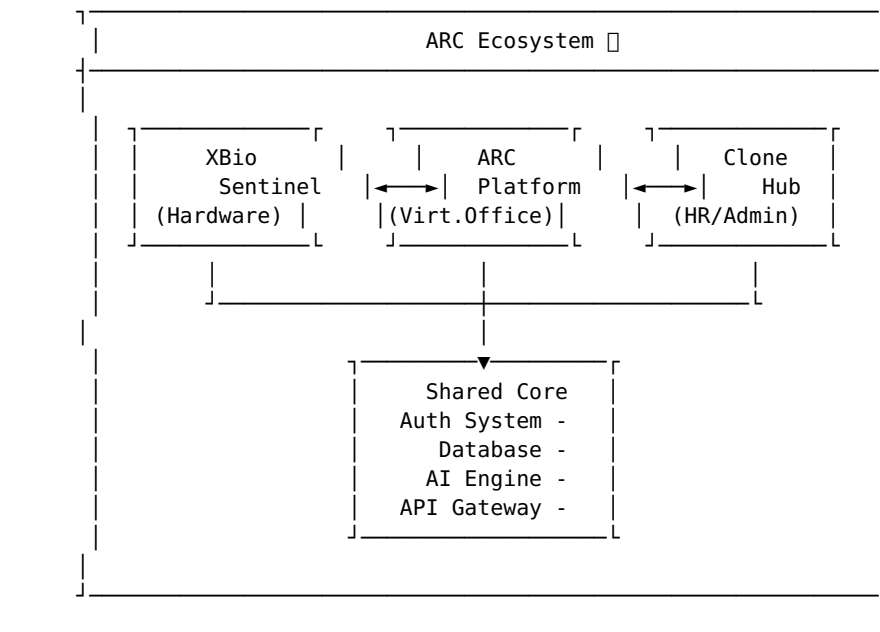 ARC Ecosystem
XBio ARC Clone
Sentinel Platform Hub
(Hardware) (Virt.Office) (HR/Admin)
Shared Core
Auth System -
Database -
AI Engine -
API Gateway -